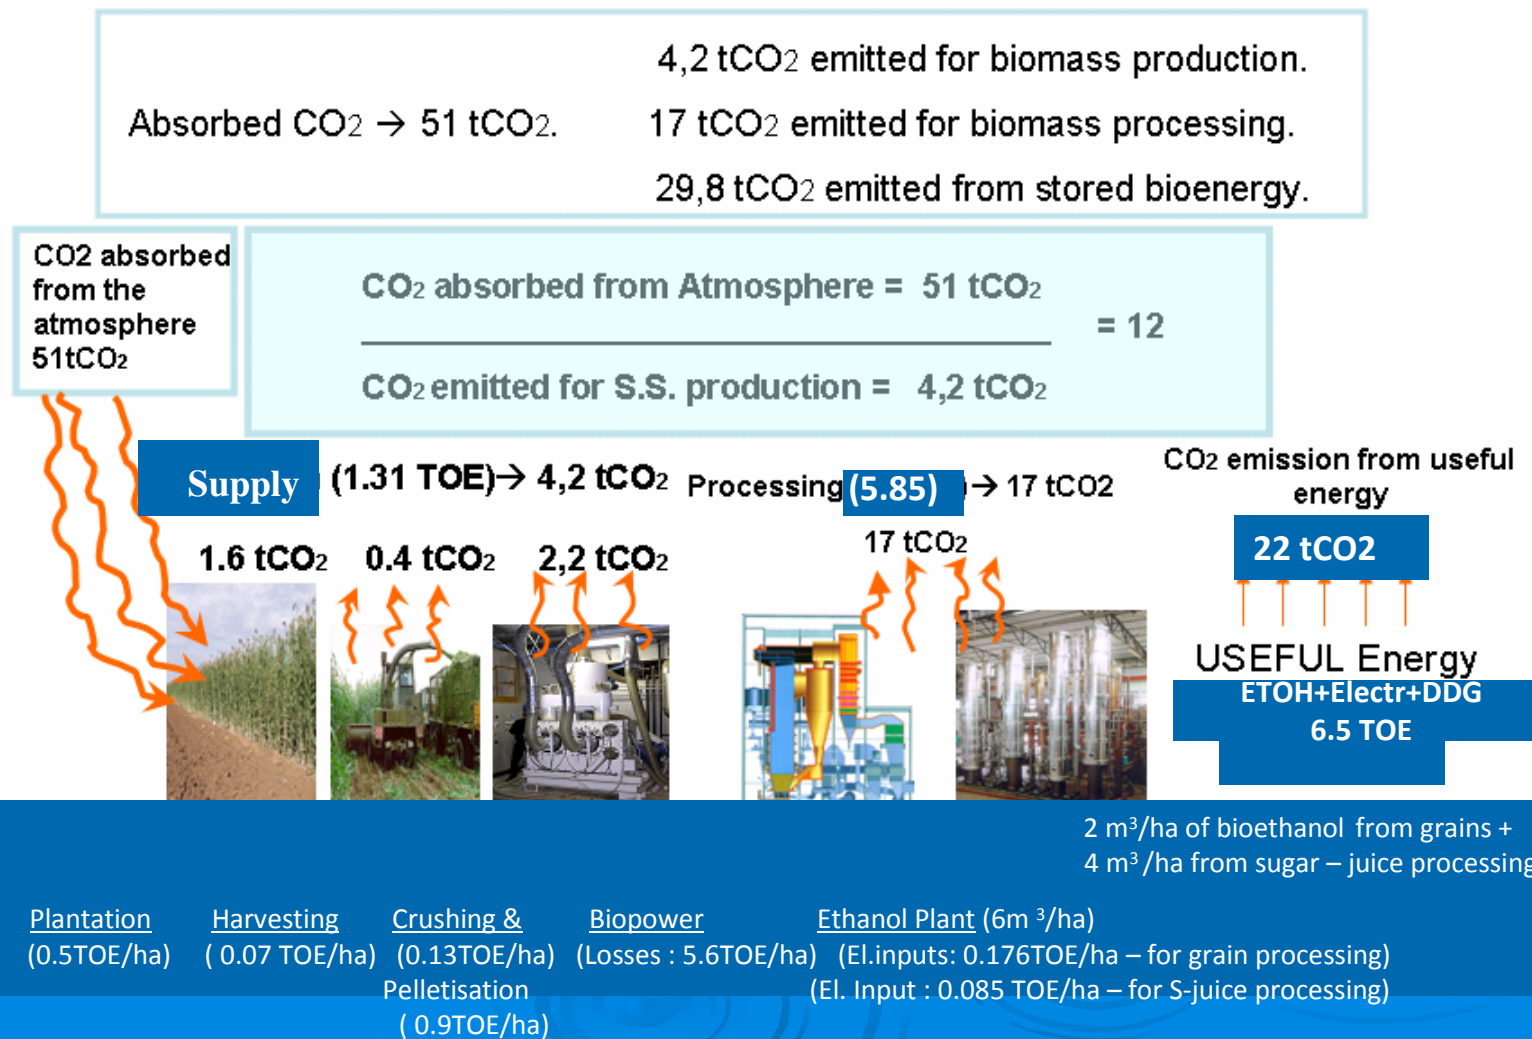 4,2 tCO2 emitted for biomass production.
Absorbed CO2 → 51 tCO2.
17 tCO2 emitted for biomass processing.
29,8 tCO2 emitted from stored bioenergy.
CO2 absorbed
from the
atmosphere
51tCO2
CO2 absorbed from Atmosphere = 51 tCO2
= 12
CO2 emitted for S.S. production = 4,2 tCO2
Supply (1.31 TOE)→ 4,2 tCO2
Processing (5.85) → 17 tCO2
CO2 emission from useful
energy
1.6 tCO2 0.4 tCO2 2,2 tCO2
17 tCO2
22 tCO2
USEFUL Energy
ETOH+Electr+DDG
6.5 TOE
2 m³/ha of bioethanol from grains +
4 m³/ha from sugar – juice processing
Plantation Harvesting Crushing & Biopower Ethanol Plant (6m ³/ha)
(0.5TOE/ha) ( 0.07 TOE/ha) (0.13TOE/ha) (Losses : 5.6TOE/ha) (El.inputs: 0.176TOE/ha – for grain processing)
Pelletisation (El. Input : 0.085 TOE/ha – for S-juice processing)
( 0.9TOE/ha)